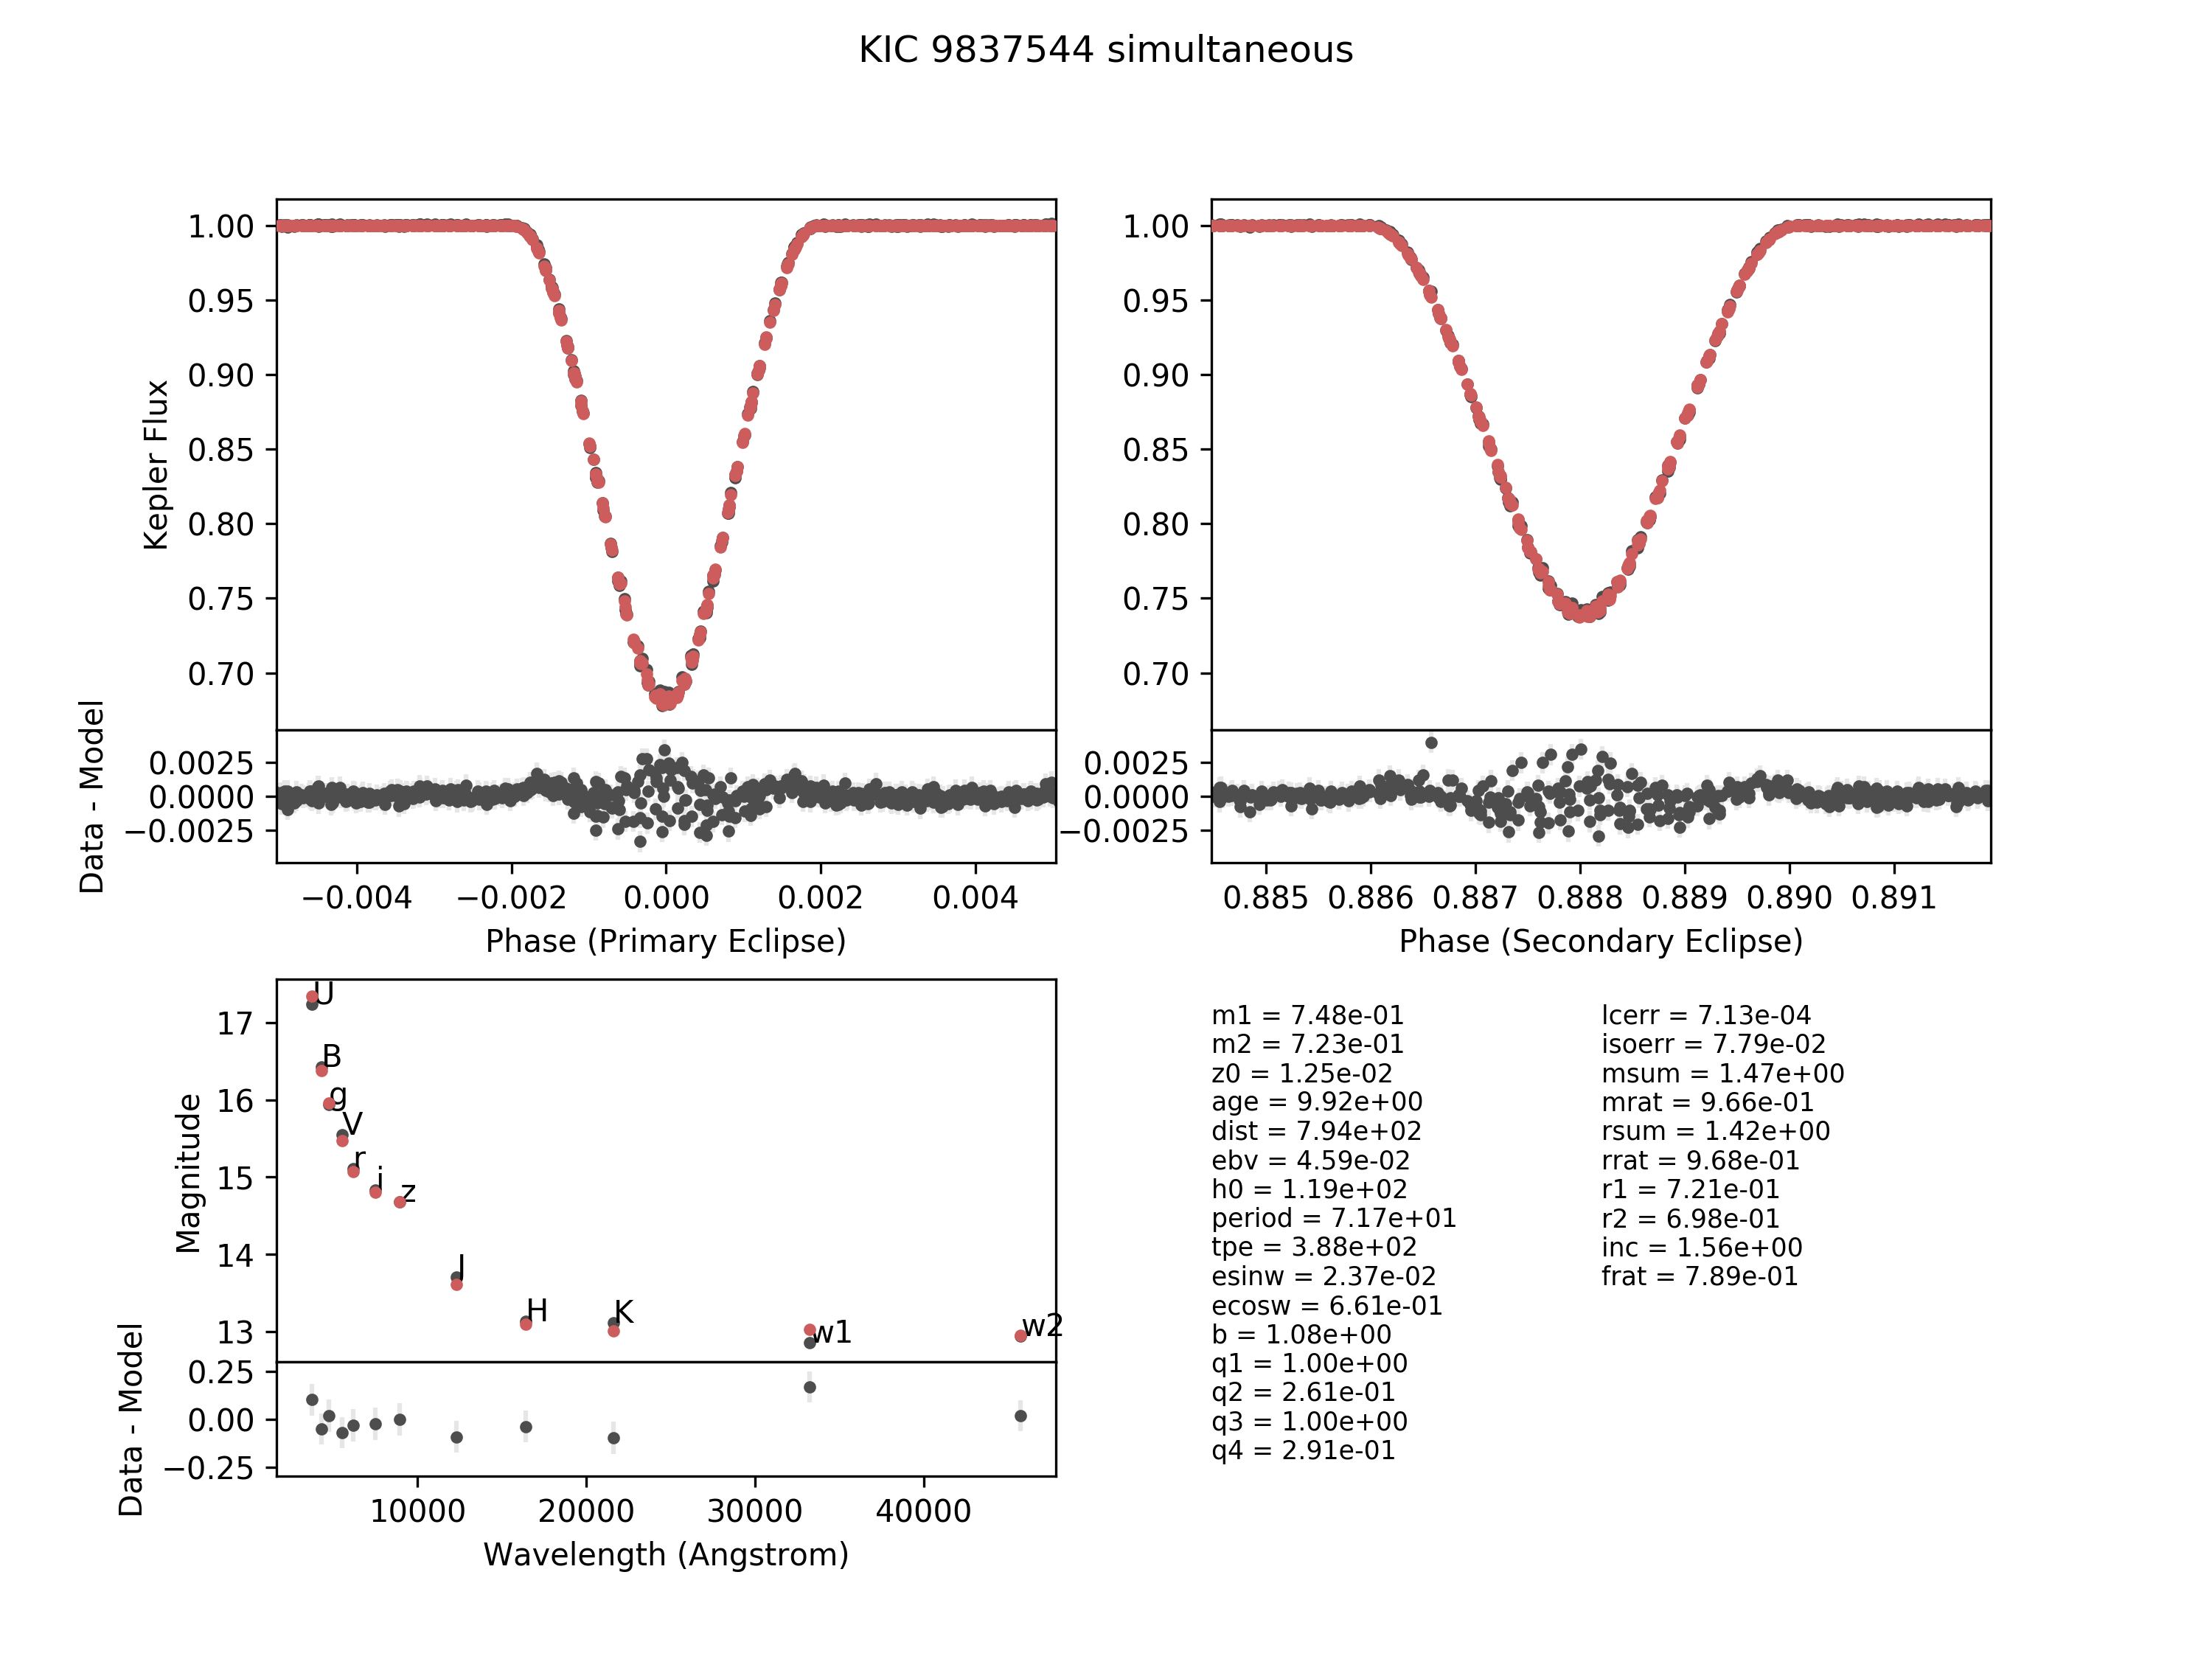 KIC 9837544 simultaneous
1.00
0.95
0.90
0.85
0.80
0.75
0.70
Kepler Flux
0.0025
0.0000
−0.0025
Data - Model
−0.004 −0.002 0.000 0.002 0.004
Phase (Primary Eclipse)
1.00
0.95
0.90
0.85
0.80
0.75
0.70
0.0025
0.0000
−0.0025
0.885 0.886 0.887 0.888 0.889 0.890 0.891
Phase (Secondary Eclipse)
17
16
15
14
13
Magnitude
U
B
g
V
r
i
z
J
H
K
w1
w2
0.25
0.00
−0.25
Data - Model
10000 20000 30000 40000
Wavelength (Angstrom)
m1 = 7.48e-01
m2 = 7.23e-01
z0 = 1.25e-02
age = 9.92e+00
dist = 7.94e+02
ebv = 4.59e-02
h0 = 1.19e+02
period = 7.17e+01
tpe = 3.88e+02
esinw = 2.37e-02
ecosw = 6.61e-01
b = 1.08e+00
q1 = 1.00e+00
q2 = 2.61e-01
q3 = 1.00e+00
q4 = 2.91e-01
lcerr = 7.13e-04
isoerr = 7.79e-02
msum = 1.47e+00
mrat = 9.66e-01
rsum = 1.42e+00
rrat = 9.68e-01
r1 = 7.21e-01
r2 = 6.98e-01
inc = 1.56e+00
frat = 7.89e-01